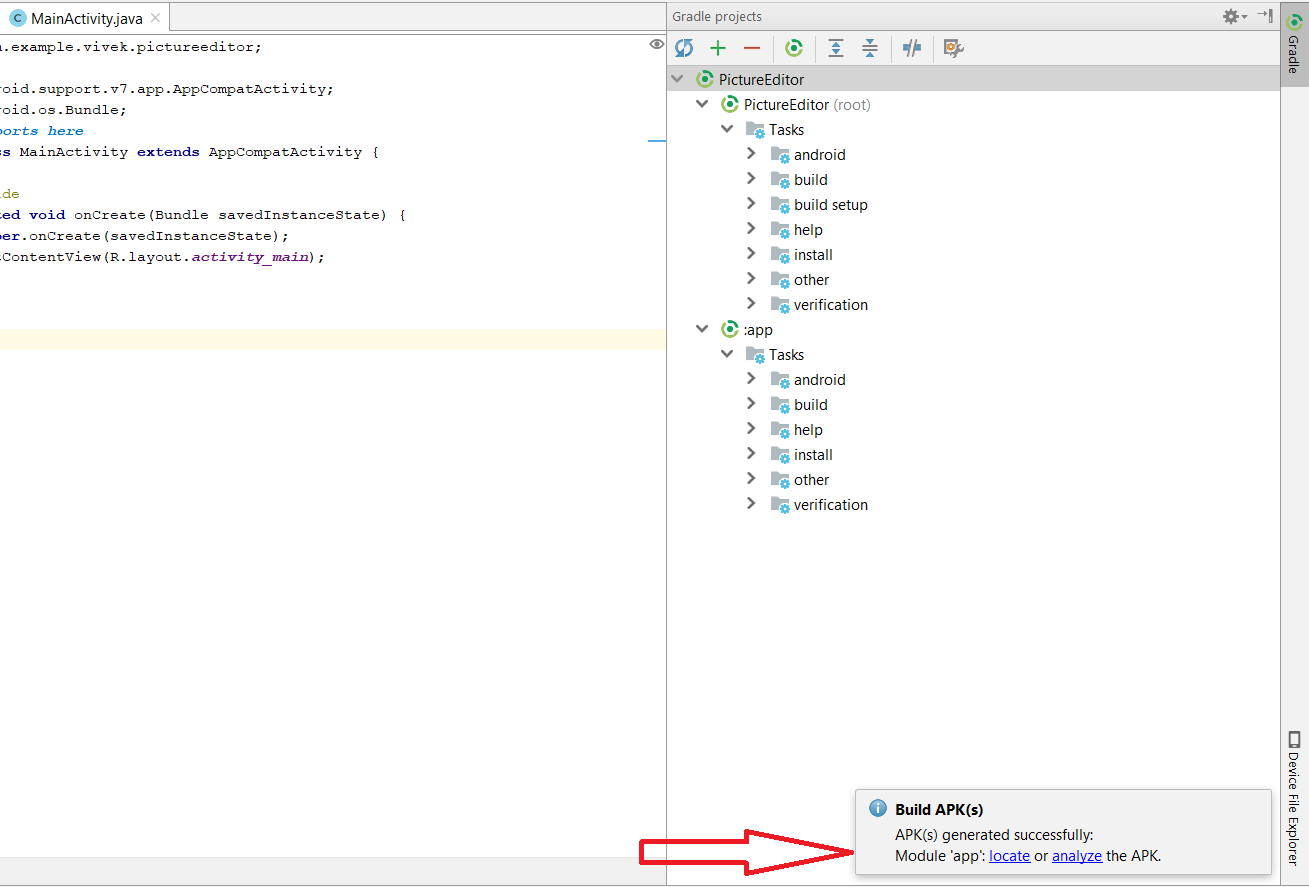 MainActivity.java
.example.vivek.pictureeditor;
roid.support.v7.app.AppCompatActivity;
roid.os.Bundle;
ports here
ss MainActivity extends AppCompatActivity {
de
ted void onCreate(Bundle savedInstanceState) {
per.onCreate(savedInstanceState);
ContentView(R.layout.activity_main);
Gradle projects
PictureEditor
PictureEditor (root)
Tasks
android
build
build setup
help
install
other
verification
:app
Tasks
android
build
help
install
other
verification
Gradle
Device File Explorer
Build APK(s)
APK(s) generated successfully:
Module 'app': locate or analyze the APK.